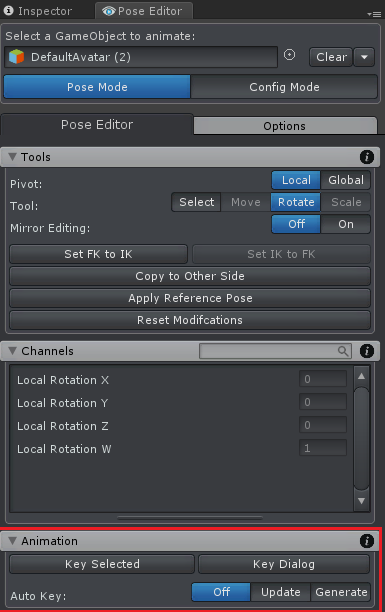 Inspector Pose Editor
Select a GameObject to animate:
DefaultAvatar (2) Clear
Pose Mode Config Mode
Pose Editor Options
Tools
Pivot: Local Global
Tool: Select Move Rotate Scale
Mirror Editing: Off On
Set FK to IK Set IK to FK
Copy to Other Side
Apply Reference Pose
Reset Modifcations
Channels
Local Rotation X 0
Local Rotation Y 0
Local Rotation Z 0
Local Rotation W 1
Animation
Key Selected Key Dialog
Auto Key: Off Update Generate